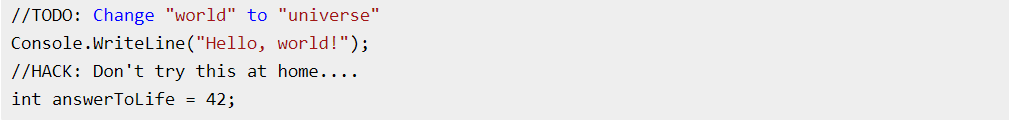 //TODO: Change "world" to "universe"
Console.WriteLine("Hello, world!");
//HACK: Don't try this at home....
int answerToLife = 42;